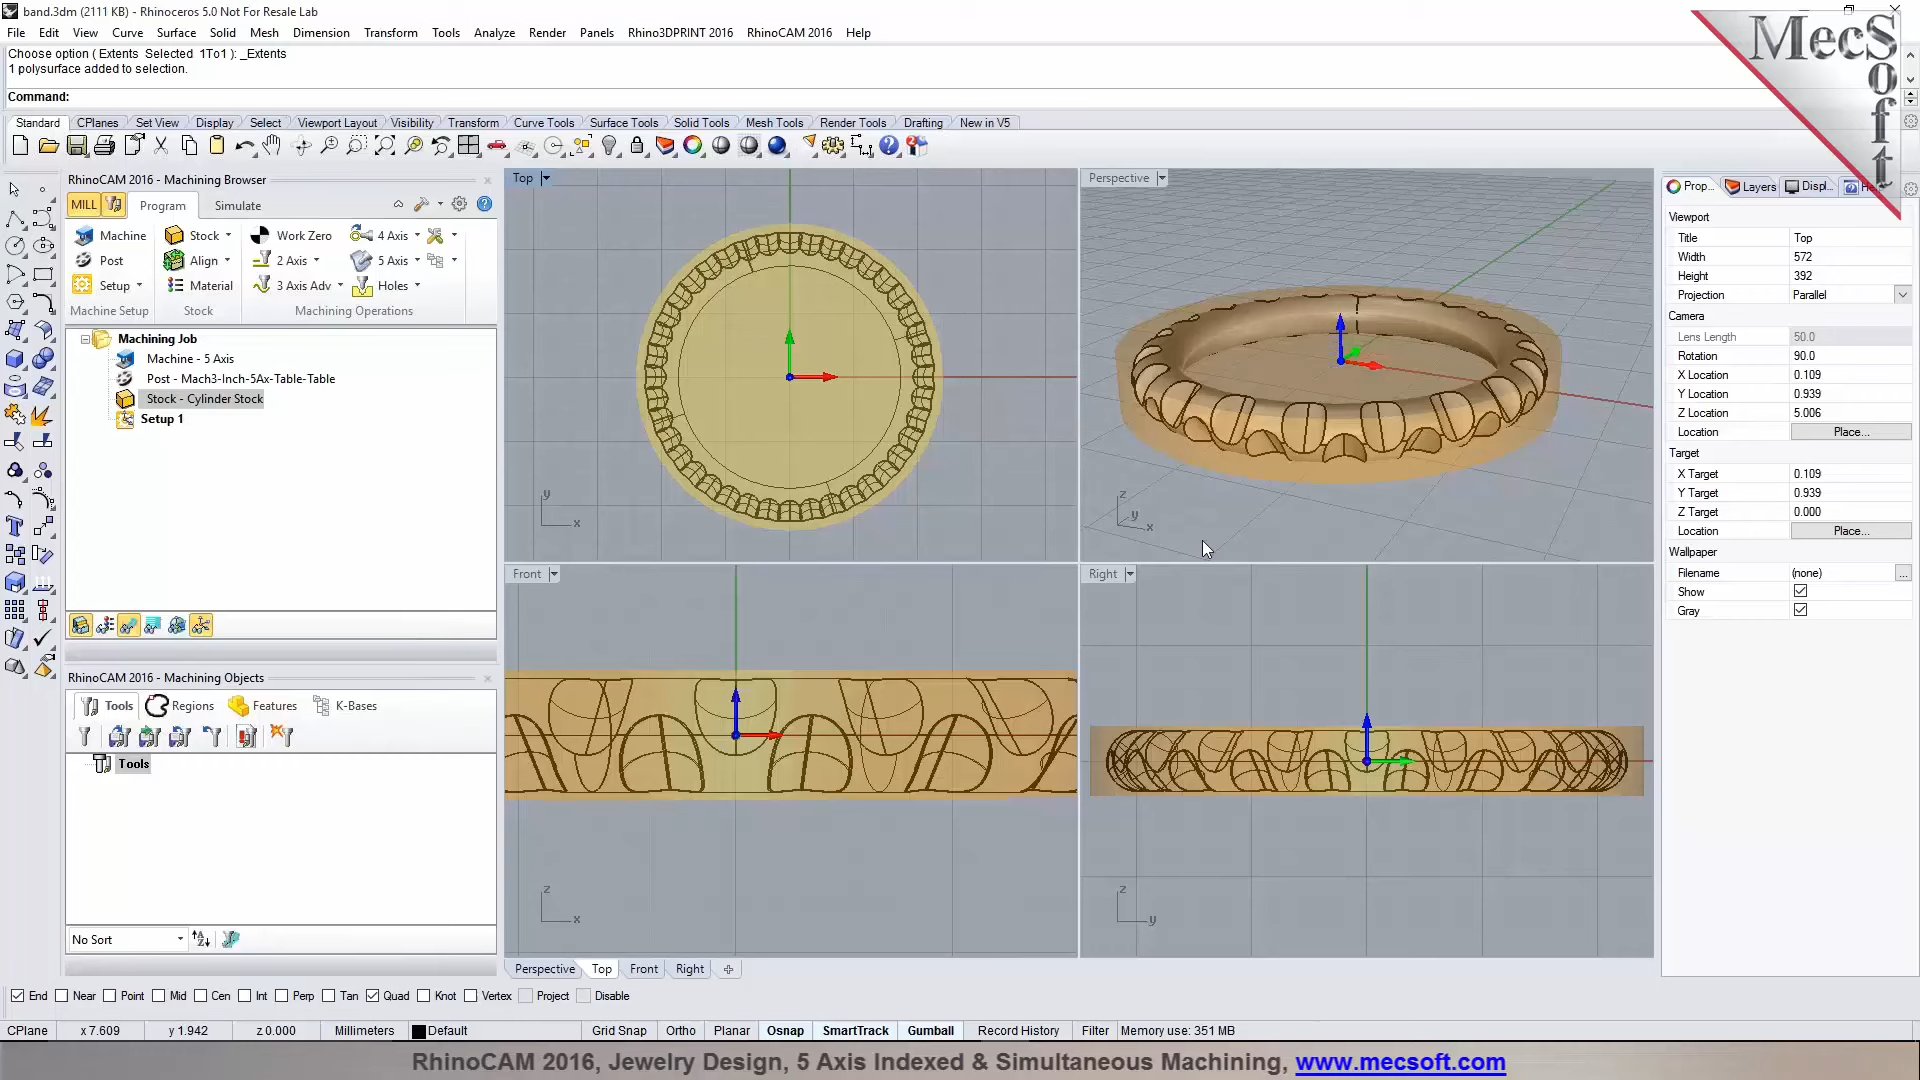 band.3dm (2111 KB) - Rhinoceros 5.0 Not For Resale Lab
File Edit View Curve Surface Solid Mesh Dimension Transform Tools Analyze Render Panels Rhino3DPRINT 2016 RhinoCAM 2016 Help
Choose option ( Extents Selected 1To1 ): _Extents
1 polysurface added to selection.
Command:
Standard CPlanes Set View Display Select Viewport Layout Visibility Transform Curve Tools Surface Tools Solid Tools Mesh Tools Render Tools Drafting New in V5
MecSoft
RhinoCAM 2016 - Machining Browser
MILL Program Simulate
Machine Stock Work Zero 4 Axis
Post Align 2 Axis 5 Axis
Setup Material 3 Axis Adv Holes
Machine Setup Stock Machining Operations
Machining Job
Machine - 5 Axis
Post - Mach3-Inch-5Ax-Table-Table
Stock - Cylinder Stock
Setup 1
RhinoCAM 2016 - Machining Objects
Tools Regions Features K-Bases
Tools
No Sort
Top
y
x
Perspective
z
y
x
Front
z
x
Right
z
y
Perspective Top Front Right
Prop... Layers Displ... He
Viewport
Title Top
Width 572
Height 392
Projection Parallel
Camera
Lens Length 50.0
Rotation 90.0
X Location 0.109
Y Location 0.939
Z Location 5.006
Location Place...
Target
X Target 0.109
Y Target 0.939
Z Target 0.000
Location Place...
Wallpaper
Filename (none) ...
Show
Gray
End Near Point Mid Cen Int Perp Tan Quad Knot Vertex Project Disable
CPlane x 7.609 y 1.942 z 0.000 Millimeters Default Grid Snap Ortho Planar Osnap SmartTrack Gumball Record History Filter Memory use: 351 MB
RhinoCAM 2016, Jewelry Design, 5 Axis Indexed & Simultaneous Machining, www.mecsoft.com